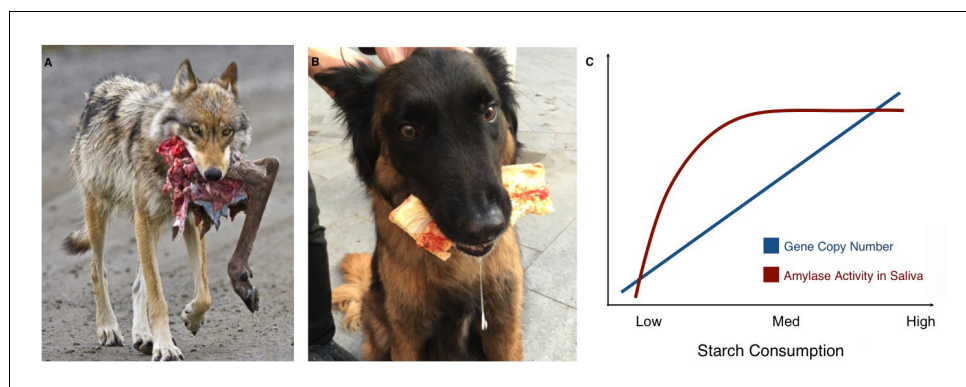 A
B
C
Gene Copy Number
Amylase Activity in Saliva
Low Med High
Starch Consumption